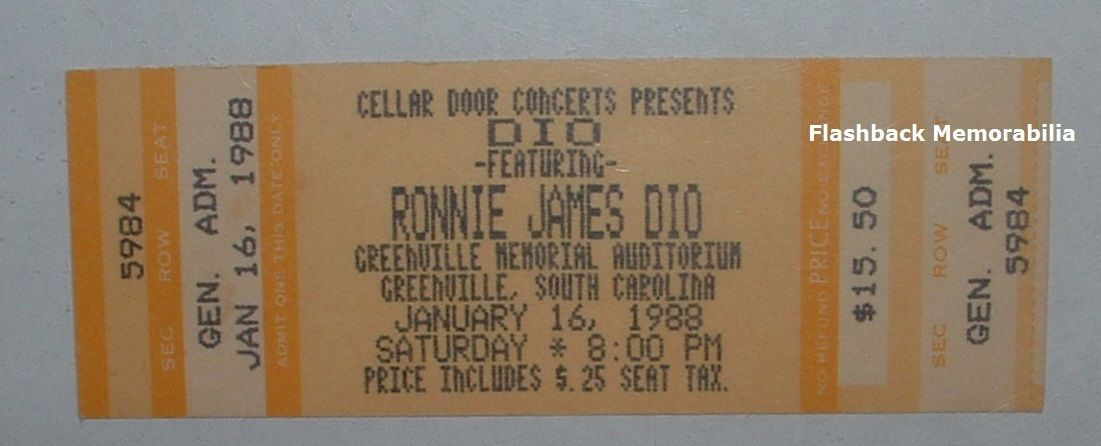 5984
SEC ROW SEAT
GEN. ADM.
JAN 16, 1988
ADMIT ONE THIS DATE ONLY
CELLAR DOOR CONCERTS PRESENTS
DIO
-FEATURING-
RONNIE JAMES DIO
GREENVILLE MEMORIAL AUDITORIUM
GREENVILLE, SOUTH CAROLINA
JANUARY 16, 1988
SATURDAY * 8:00 PM
PRICE INCLUDES $.25 SEAT TAX.
NO REFUND PRICE NO EXCHANGE
$15.50
Flashback Memorabilia
SEC ROW SEAT
GEN. ADM.
5984